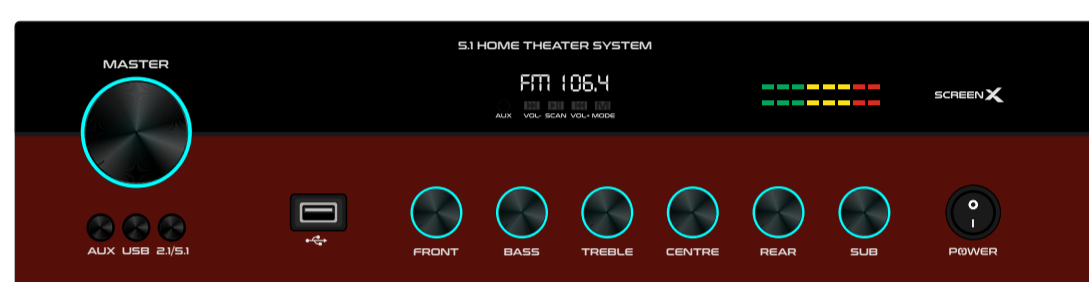 5.1 HOME THEATER SYSTEM
MASTER
FM 106.4
SCREEN X
AUX VOL- SCAN VOL+ MODE
AUX USB 2.1/5.1
FRONT BASS TREBLE CENTRE REAR SUB POWER